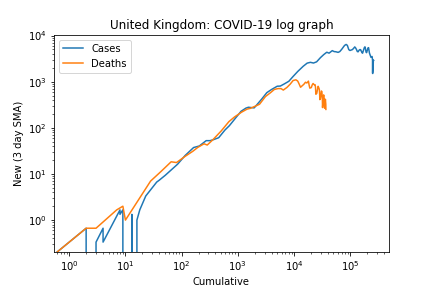 United Kingdom: COVID-19 log graph
Cases
Deaths
New (3 day SMA)
10⁴
10³
10²
10¹
10⁰
10⁰ 10¹ 10² 10³ 10⁴ 10⁵
Cumulative